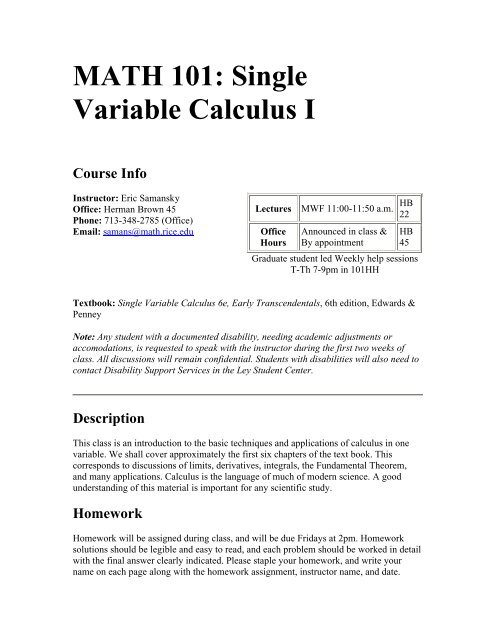 MATH 101: Single
Variable Calculus I
Course Info
Instructor: Eric Samansky
Office: Herman Brown 45
Phone: 713-348-2785 (Office)
Email: samans@math.rice.edu
Lectures MWF 11:00-11:50 a.m. HB 22
Office Hours Announced in class & By appointment HB 45
Graduate student led Weekly help sessions
T-Th 7-9pm in 101HH
Textbook: Single Variable Calculus 6e, Early Transcendentals, 6th edition, Edwards &
Penney
Note: Any student with a documented disability, needing academic adjustments or
accomodations, is requested to speak with the instructor during the first two weeks of
class. All discussions will remain confidential. Students with disabilities will also need to
contact Disability Support Services in the Ley Student Center.
Description
This class is an introduction to the basic techniques and applications of calculus in one
variable. We shall cover approximately the first six chapters of the text book. This
corresponds to discussions of limits, derivatives, integrals, the Fundamental Theorem,
and many applications. Calculus is the language of much of modern science. A good
understanding of this material is important for any scientific study.
Homework
Homework will be assigned during class, and will be due Fridays at 2pm. Homework
solutions should be legible and easy to read, and each problem should be worked in detail
with the final answer clearly indicated. Please staple your homework, and write your
name on each page along with the homework assignment, instructor name, and date.